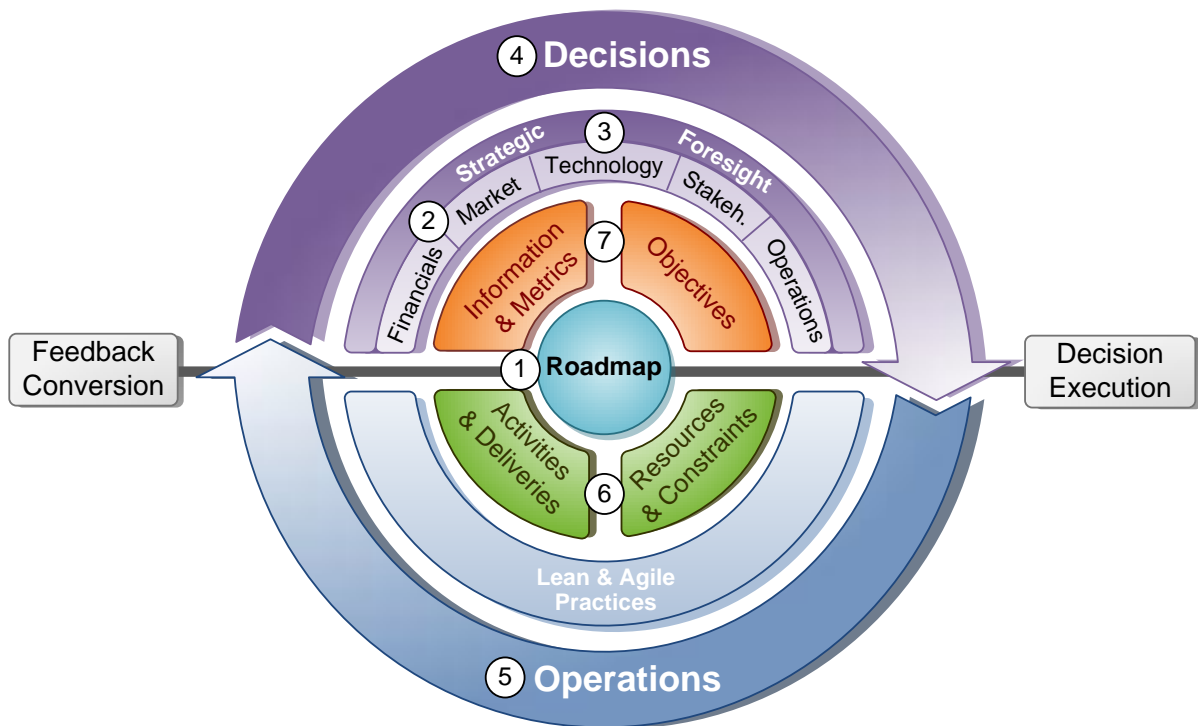 4 Decisions
3
Strategic
Foresight
Technology
Market
Stakeh.
2
Financials
Operations
7
Information
& Metrics
Objectives
Feedback
Conversion
1
Roadmap
Decision
Execution
Activities
& Deliveries
Resources
& Constraints
6
Lean & Agile
Practices
5 Operations